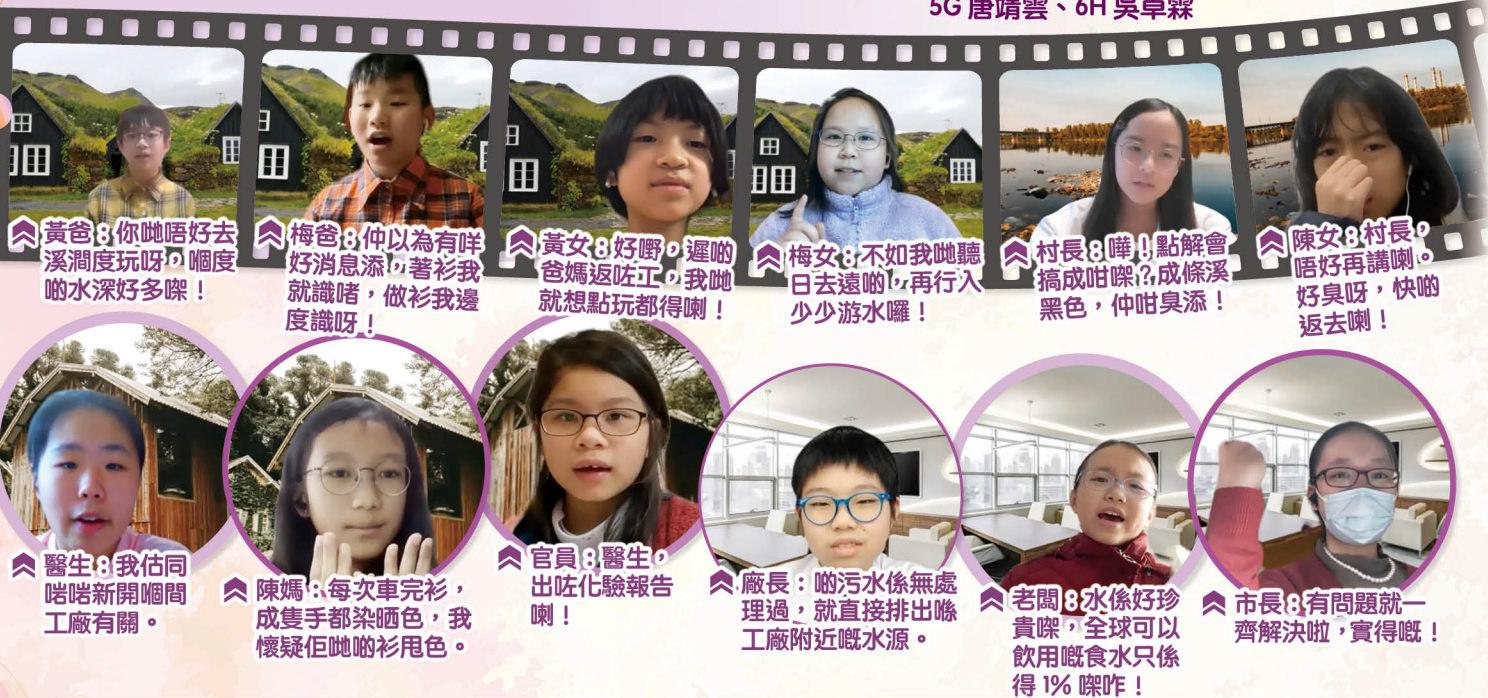 5G 唐靖雲、6H 吳卓霖
黃爸：你哋唔好去
溪澗度玩呀，嗰度
啲水深好多㗎！
梅爸：仲以為有咩
好消息添，著衫我
就識啫，做衫我邊
度識呀！
黃女：好嘢，遲啲
爸媽返咗工，我哋
就想點玩都得喇！
梅女：不如我哋聽
日去遠啲，再行入
少少游水囉！
村長：嘩！點解會
搞成咁㗎？成條溪
黑色，仲咁臭添！
陳女：村長，
唔好再講喇。
好臭呀，快啲
返去喇！
醫生：我估同
啱啱新開嗰間
工廠有關。
陳媽：每次車完衫，
成隻手都染晒色，我
懷疑佢哋啲衫甩色。
官員：醫生，
出咗化驗報告
喇！
廠長：啲污水係無處
理過，就直接排出喺
工廠附近嘅水源。
老闆：水係好珍
貴㗎，全球可以
飲用嘅食水只係
得 1% 㗎咋！
市長：有問題就一
齊解決啦，實得嘅！